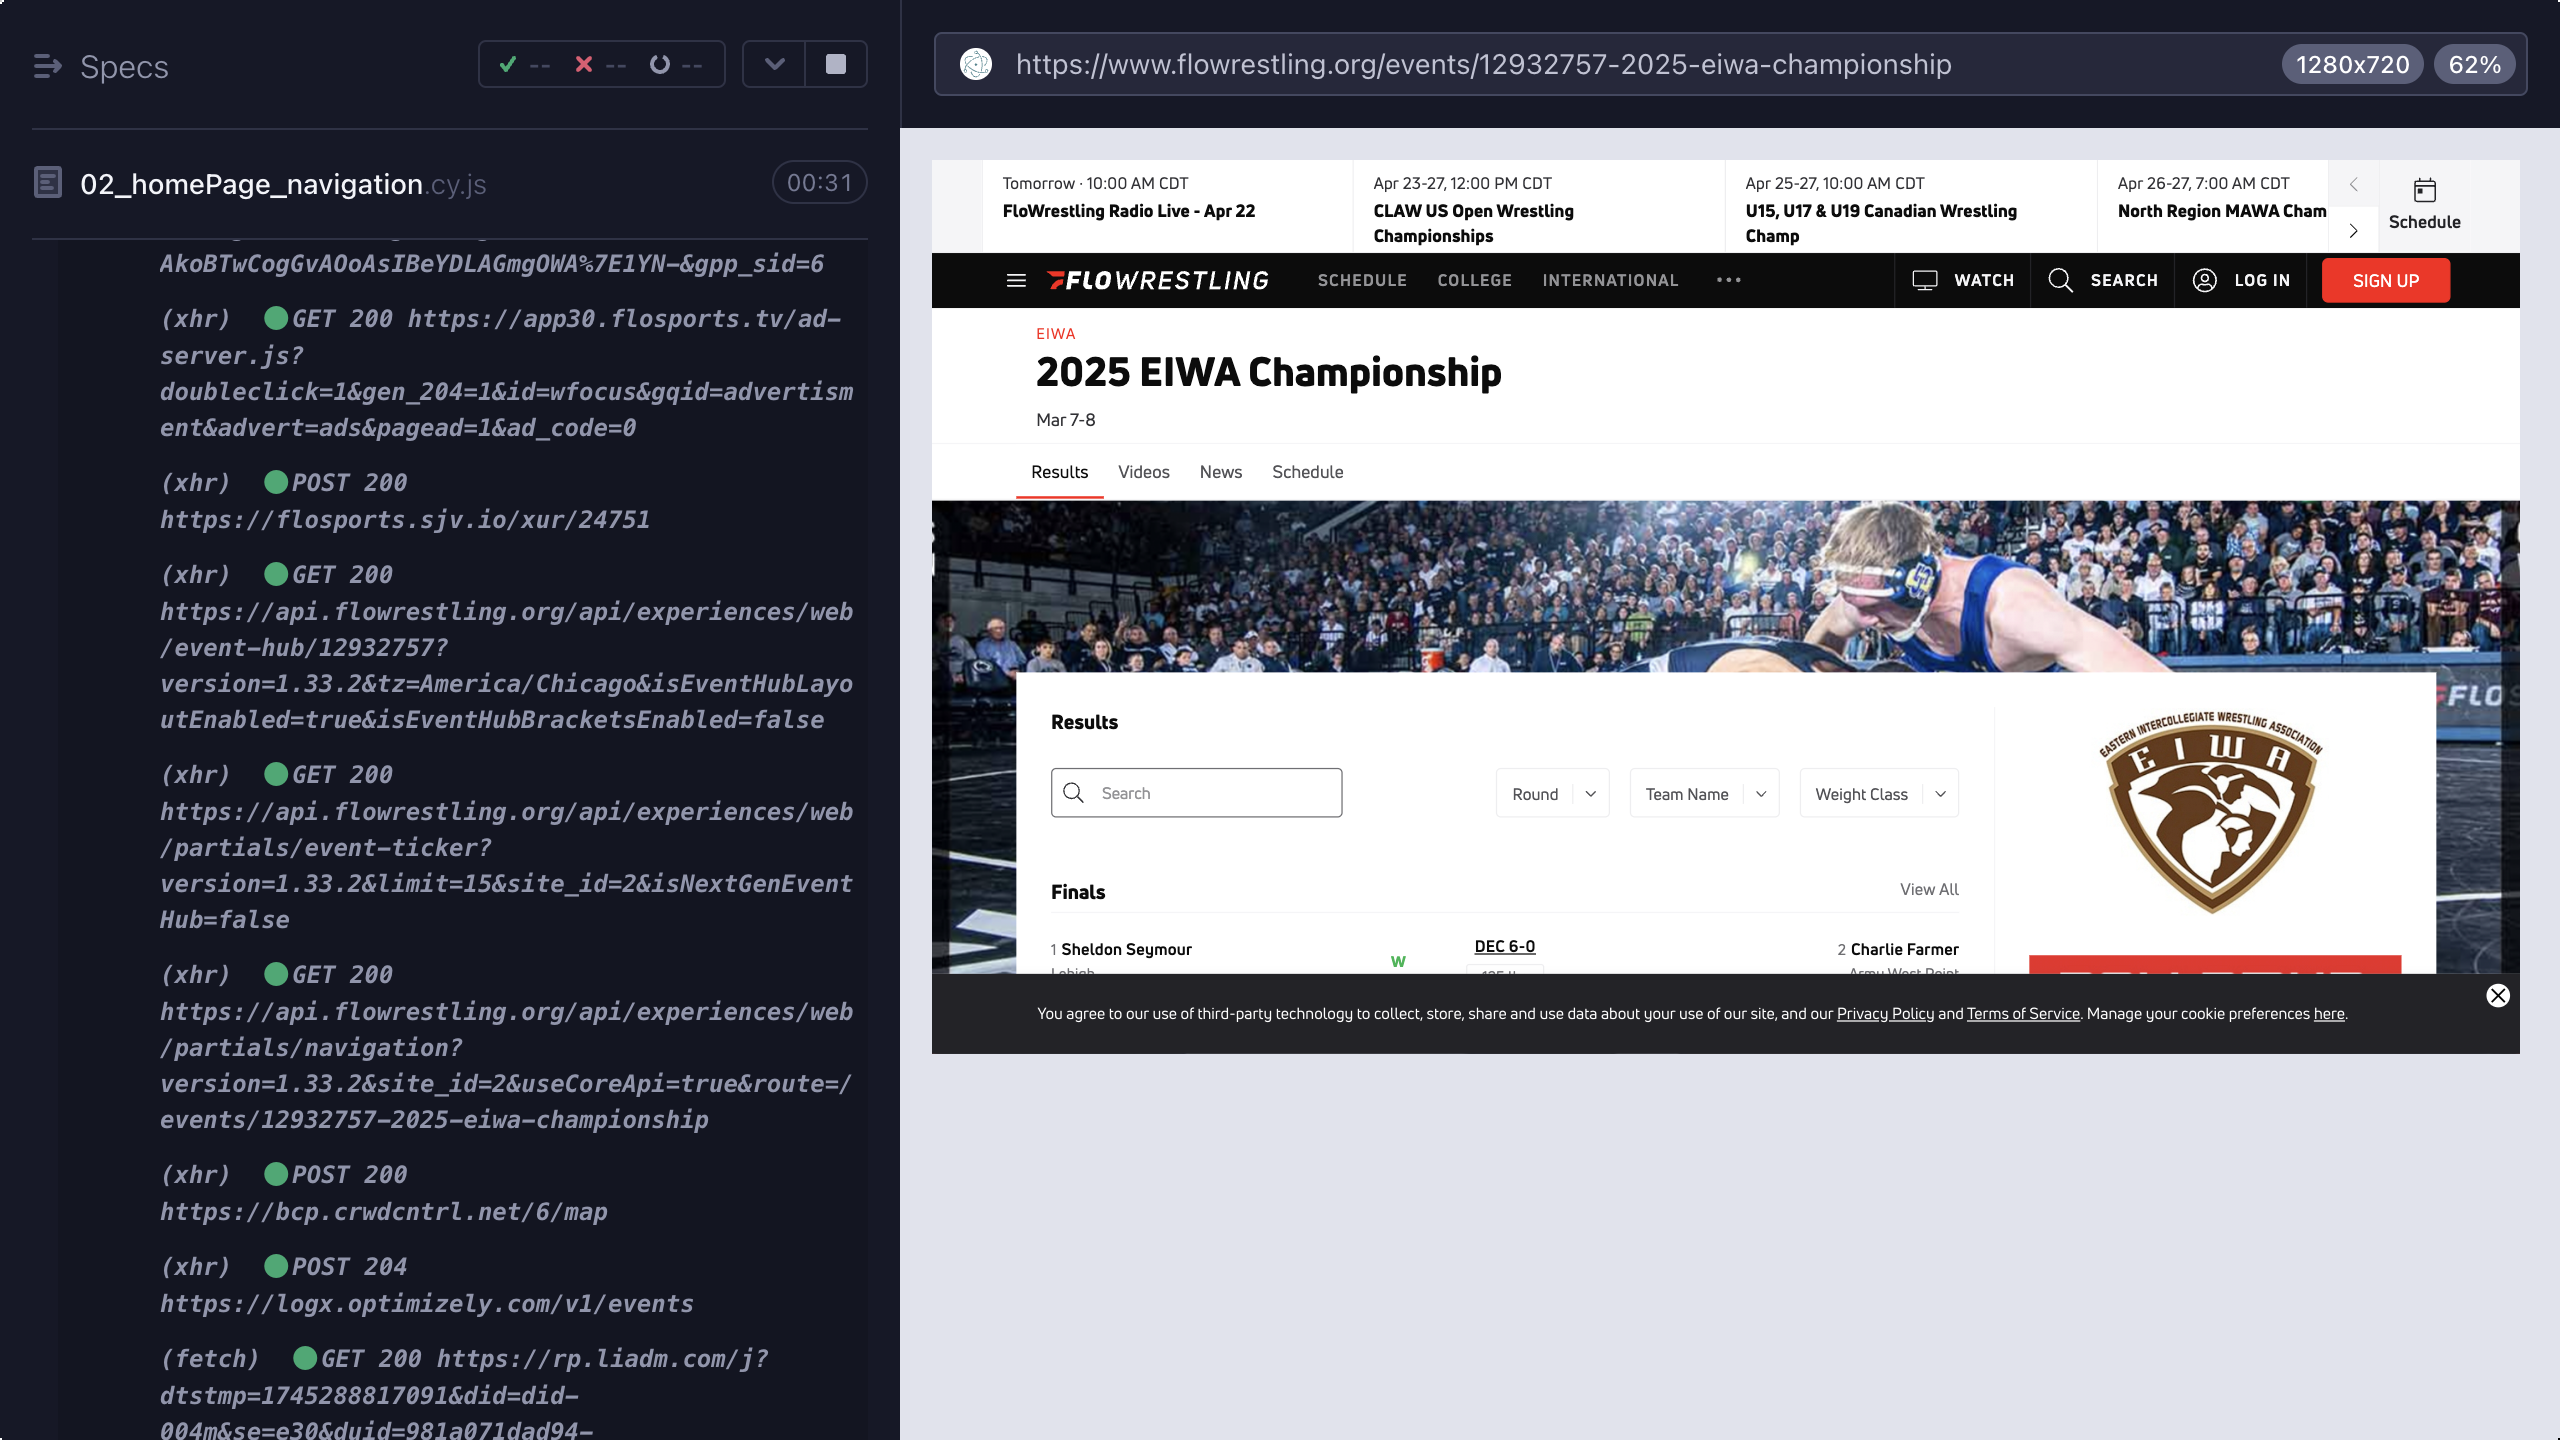 Specs
-- -- --
02_homePage_navigation.cy.js
00:31
AkoBTwCogGvAOoAsIBeYDLAGmgOWA%7E1YN-&gpp_sid=6
(xhr) GET 200 https://app30.flosports.tv/ad-
server.js?
doubleclick=1&gen_204=1&id=wfocus&gqid=advertism
ent&advert=ads&pagead=1&ad_code=0
(xhr) POST 200
https://flosports.sjv.io/xur/24751
(xhr) GET 200
https://api.flowrestling.org/api/experiences/web
/event-hub/12932757?
version=1.33.2&tz=America/Chicago&isEventHubLayo
utEnabled=true&isEventHubBracketsEnabled=false
(xhr) GET 200
https://api.flowrestling.org/api/experiences/web
/partials/event-ticker?
version=1.33.2&limit=15&site_id=2&isNextGenEvent
Hub=false
(xhr) GET 200
https://api.flowrestling.org/api/experiences/web
/partials/navigation?
version=1.33.2&site_id=2&useCoreApi=true&route=/
events/12932757-2025-eiwa-championship
(xhr) POST 200
https://bcp.crwdcntrl.net/6/map
(xhr) POST 204
https://logx.optimizely.com/v1/events
(fetch) GET 200 https://rp.liadm.com/j?
dtstmp=1745288817091&did=did-
004m&se=e30&duid=981a071dad94-
https://www.flowrestling.org/events/12932757-2025-eiwa-championship
1280x720
62%
Tomorrow · 10:00 AM CDT
FloWrestling Radio Live - Apr 22
Apr 23-27, 12:00 PM CDT
CLAW US Open Wrestling
Championships
Apr 25-27, 10:00 AM CDT
U15, U17 & U19 Canadian Wrestling
Champ
Apr 26-27, 7:00 AM CDT
North Region MAWA Cham
Schedule
FLOWRESTLING
SCHEDULE
COLLEGE
INTERNATIONAL
WATCH
SEARCH
LOG IN
SIGN UP
EIWA
2025 EIWA Championship
Mar 7-8
Results
Videos
News
Schedule
FLO
Results
Search
Round
Team Name
Weight Class
Finals
View All
1 Sheldon Seymour
Lehigh
W
DEC 6-0
2 Charlie Farmer
Army West Point
EASTERN INTERCOLLEGIATE WRESTLING ASSOCIATION
EIWA
You agree to our use of third-party technology to collect, store, share and use data about your use of our site, and our Privacy Policy and Terms of Service. Manage your cookie preferences here.